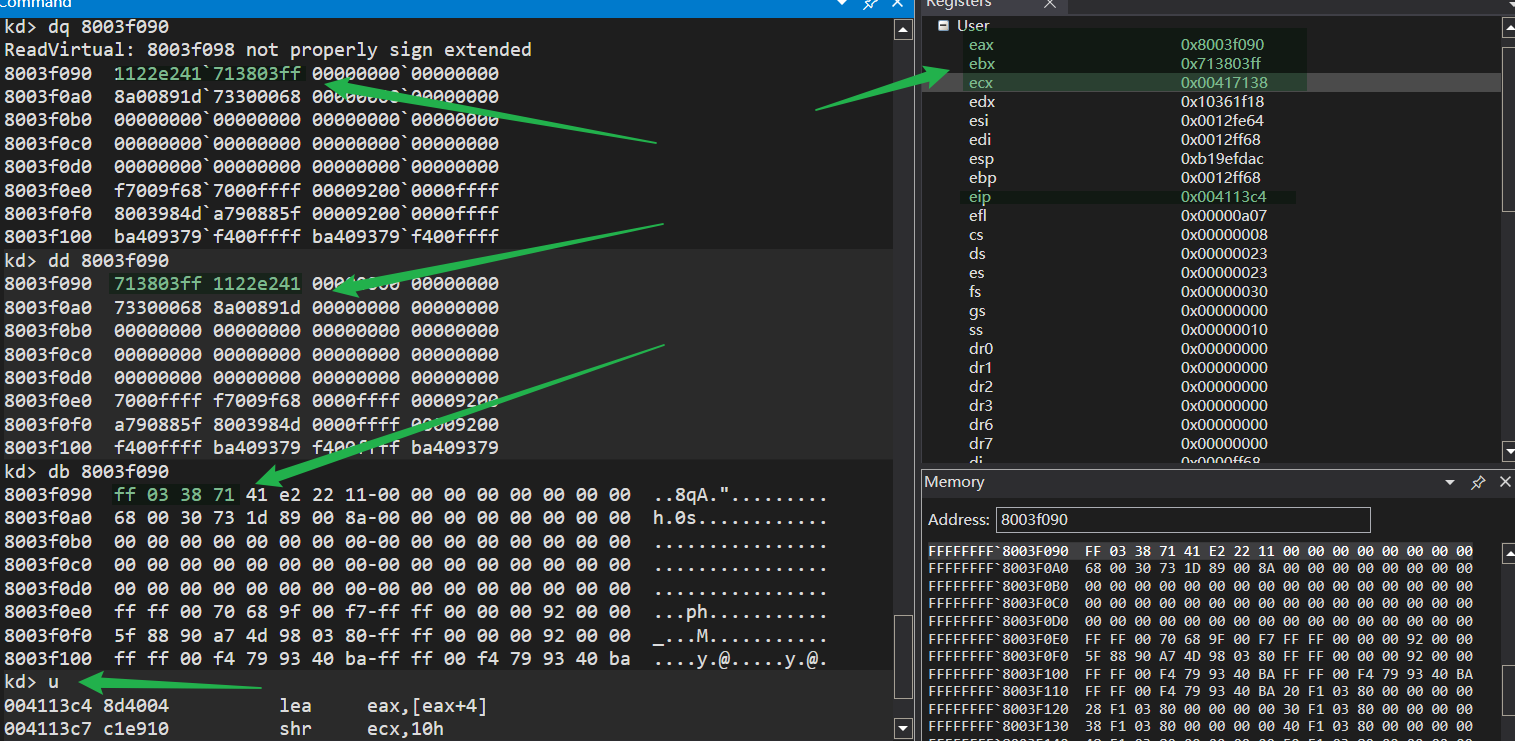 Command
kd> dq 8003f090
ReadVirtual: 8003f098 not properly sign extended
8003f090  1122e241`713803ff 00000000`00000000
8003f0a0  8a00891d`73300068 00000000`00000000
8003f0b0  00000000`00000000 00000000`00000000
8003f0c0  00000000`00000000 00000000`00000000
8003f0d0  00000000`00000000 00000000`00000000
8003f0e0  f7009f68`7000ffff 00009200`0000ffff
8003f0f0  8003984d`a790885f 00009200`0000ffff
8003f100  ba409379`f400ffff ba409379`f400ffff
kd> dd 8003f090
8003f090  713803ff 1122e241 00000000 00000000
8003f0a0  73300068 8a00891d 00000000 00000000
8003f0b0  00000000 00000000 00000000 00000000
8003f0c0  00000000 00000000 00000000 00000000
8003f0d0  00000000 00000000 00000000 00000000
8003f0e0  7000ffff f7009f68 0000ffff 00009200
8003f0f0  a790885f 8003984d 0000ffff 00009200
8003f100  f400ffff ba409379 f400ffff ba409379
kd> db 8003f090
8003f090  ff 03 38 71 41 e2 22 11-00 00 00 00 00 00 00 00  ..8qA.".........
8003f0a0  68 00 30 73 1d 89 00 8a-00 00 00 00 00 00 00 00  h.0s............
8003f0b0  00 00 00 00 00 00 00 00-00 00 00 00 00 00 00 00  ................
8003f0c0  00 00 00 00 00 00 00 00-00 00 00 00 00 00 00 00  ................
8003f0d0  00 00 00 00 00 00 00 00-00 00 00 00 00 00 00 00  ................
8003f0e0  ff ff 00 70 68 9f 00 f7-ff ff 00 00 00 92 00 00  ...ph...........
8003f0f0  5f 88 90 a7 4d 98 03 80-ff ff 00 00 00 92 00 00  _...M...........
8003f100  ff ff 00 f4 79 93 40 ba-ff ff 00 f4 79 93 40 ba  ....y.@.....y.@.
kd> u
004113c4 8d4004          lea     eax,[eax+4]
004113c7 c1e910          shr     ecx,10h
Registers
User
eax 0x8003f090
ebx 0x713803ff
ecx 0x00417138
edx 0x10361f18
esi 0x0012fe64
edi 0x0012ff68
esp 0xb19efdac
ebp 0x0012ff68
eip 0x004113c4
efl 0x00000a07
cs 0x00000008
ds 0x00000023
es 0x00000023
fs 0x00000030
gs 0x00000000
ss 0x00000010
dr0 0x00000000
dr1 0x00000000
dr2 0x00000000
dr3 0x00000000
dr6 0x00000000
dr7 0x00000000
di 0x0000ff68
Memory
Address: 8003f090
FFFFFFFF`8003F090  FF 03 38 71 41 E2 22 11 00 00 00 00 00 00 00 00
FFFFFFFF`8003F0A0  68 00 30 73 1D 89 00 8A 00 00 00 00 00 00 00 00
FFFFFFFF`8003F0B0  00 00 00 00 00 00 00 00 00 00 00 00 00 00 00 00
FFFFFFFF`8003F0C0  00 00 00 00 00 00 00 00 00 00 00 00 00 00 00 00
FFFFFFFF`8003F0D0  00 00 00 00 00 00 00 00 00 00 00 00 00 00 00 00
FFFFFFFF`8003F0E0  FF FF 00 70 68 9F 00 F7 FF FF 00 00 00 92 00 00
FFFFFFFF`8003F0F0  5F 88 90 A7 4D 98 03 80 FF FF 00 00 00 92 00 00
FFFFFFFF`8003F100  FF FF 00 F4 79 93 40 BA FF FF 00 F4 79 93 40 BA
FFFFFFFF`8003F110  FF FF 00 F4 79 93 40 BA 20 F1 03 80 00 00 00 00
FFFFFFFF`8003F120  28 F1 03 80 00 00 00 00 30 F1 03 80 00 00 00 00
FFFFFFFF`8003F130  38 F1 03 80 00 00 00 00 40 F1 03 80 00 00 00 00